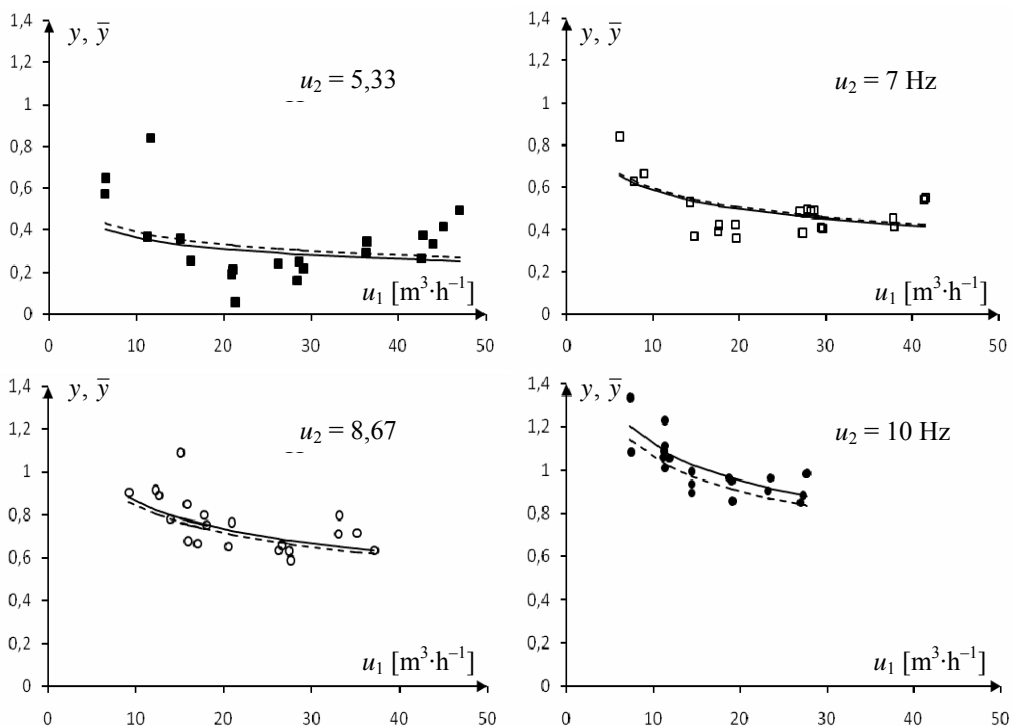 1,4
y, y̅
1,2
u₂ = 5,33
1
0,8
0,6
0,4
0,2
u₁ [m³·h⁻¹]
0
0 10 20 30 40 50
1,4
y, y̅
1,2
u₂ = 7 Hz
1
0,8
0,6
0,4
0,2
u₁ [m³·h⁻¹]
0
0 10 20 30 40 50
1,4
y, y̅
1,2
u₂ = 8,67
1
0,8
0,6
0,4
0,2
u₁ [m³·h⁻¹]
0
0 10 20 30 40 50
1,4
y, y̅
1,2
u₂ = 10 Hz
1
0,8
0,6
0,4
0,2
u₁ [m³·h⁻¹]
0
0 10 20 30 40 50